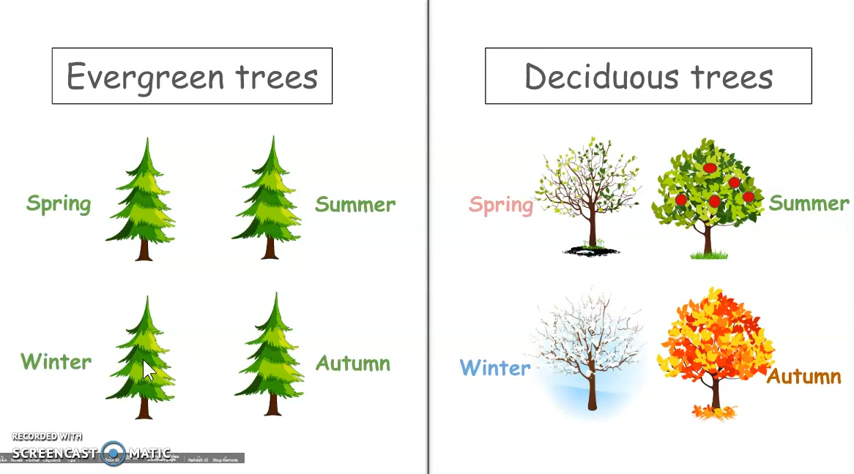 Evergreen trees
Spring
Summer
Winter
Autumn
Deciduous trees
Spring
Summer
Winter
Autumn
RECORDED WITH
SCREENCAST MATIC